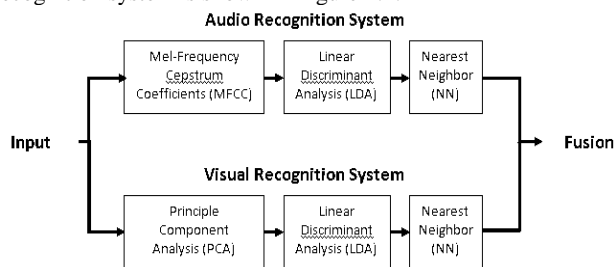 Audio Recognition System
Mel-Frequency
Cepstrum
Coefficients (MFCC)
Linear
Discriminant
Analysis (LDA)
Nearest
Neighbor
(NN)
Input
Fusion
Visual Recognition System
Principle
Component
Analysis (PCA)
Linear
Discriminant
Analysis (LDA)
Nearest
Neighbor
(NN)